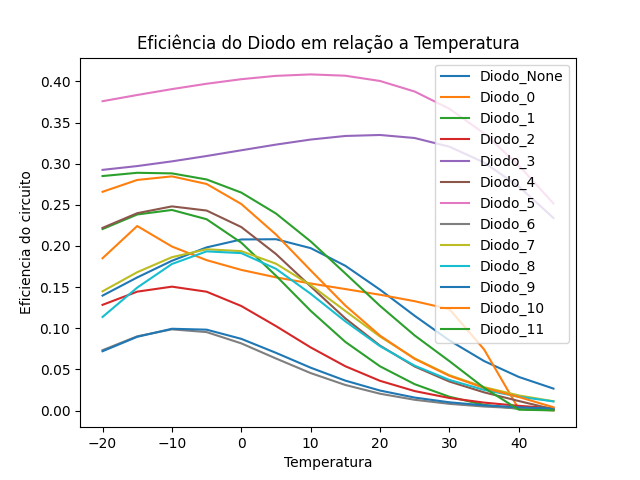 Eficiência do Diodo em relação a Temperatura
Eficiencia do circuito
0.40
0.35
0.30
0.25
0.20
0.15
0.10
0.05
0.00
Diodo_None
Diodo_0
Diodo_1
Diodo_2
Diodo_3
Diodo_4
Diodo_5
Diodo_6
Diodo_7
Diodo_8
Diodo_9
Diodo_10
Diodo_11
−20 −10 0 10 20 30 40
Temperatura